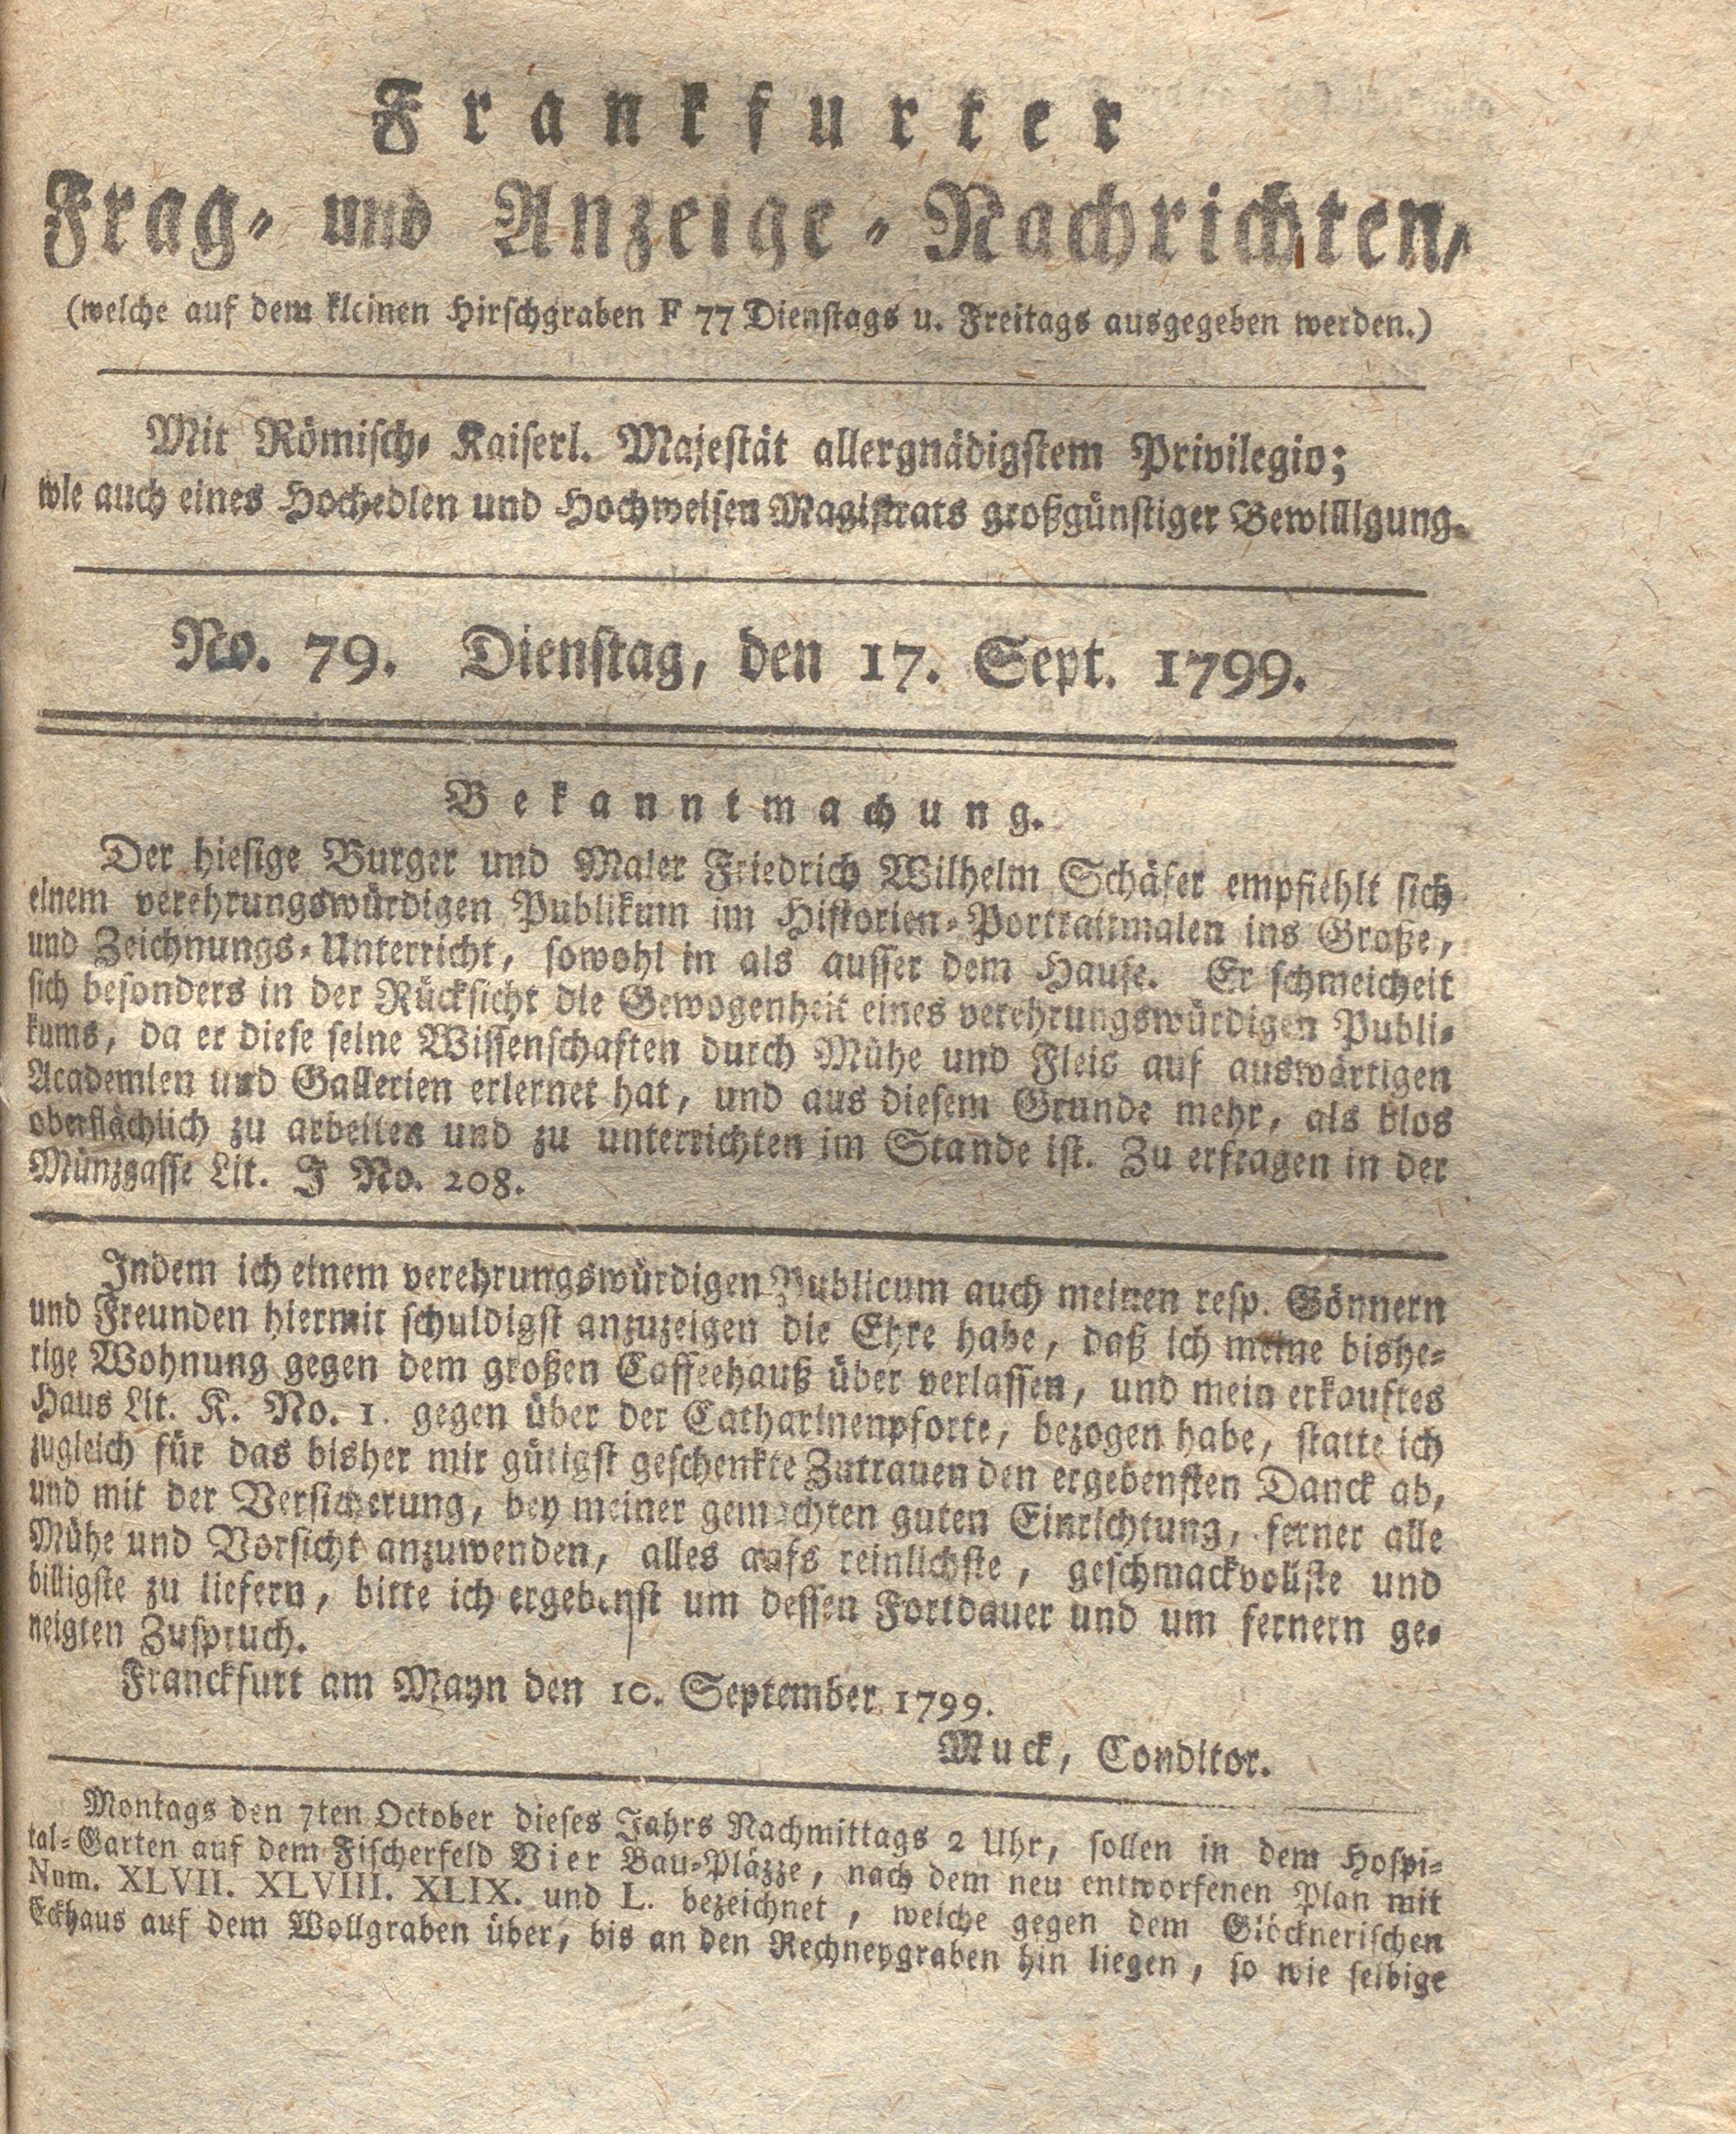 Frankfurter
Frag- und Anzeige-Nachrichten,
(welche auf dem kleinen Hirschgraben F 77 Dienstags u. Freitags ausgegeben werden.)
Mit Römisch- Kaiserl. Majestät allergnädigstem Privilegio;
wie auch eines Hochedlen und Hochweisen Magistrats großgünstiger Bewilligung.
No. 79. Dienstag, den 17. Sept. 1799.
Bekanntmachung.
Der hiesige Burger und Maler Friedrich Wilhelm Schäfer empfiehlt sich
einem verehrungswürdigen Publikum im Historien-Portraitmalen ins Große,
und Zeichnungs-Unterricht, sowohl in als ausser dem Hause. Er schmeichelt
sich besonders in der Rücksicht die Gewogenheit eines verehrungswürdigen Publi-
kums, da er diese seine Wissenschaften durch Mühe und Fleis auf auswärtigen
Academien und Gallerien erlernet hat, und aus diesem Grunde mehr, als blos
oberflächlich zu arbeiten und zu unterrichten im Stande ist. Zu erfragen in der
Münzgasse Lit. J No. 208.
Indem ich einem verehrungswürdigen Publicum auch meinen resp. Gönnern
und Freunden hiermit schuldigst anzuzeigen die Ehre habe, daß ich meine bishe-
rige Wohnung gegen dem großen Caffeehauß über verlassen, und mein erkauftes
Haus Lit. K. No. 1. gegen über der Catharinenpforte, bezogen habe, statte ich
zugleich für das bisher mir gütigst geschenkte Zutrauen den ergebensten Danck ab,
und mit der Versicherung, bey meiner gemachten guten Einrichtung, ferner alle
Mühe und Vorsicht anzuwenden, alles aufs reinlichste, geschmackvollste und
billigste zu liefern, bitte ich ergebenst um dessen Fortdauer und um fernern ge-
neigten Zuspruch.
Franckfurt am Mayn den 10. September 1799.
Muck, Conditor.
Montags den 7ten October dieses Jahrs Nachmittags 2 Uhr, sollen in dem Hospi-
tal-Garten auf dem Fischerfeld Vier Bau-Pläzze, nach dem neu entworfenen Plan mit
Num. XLVII. XLVIII. XLIX. und L. bezeichnet, welche gegen dem Glöcknerischen
Eckhaus auf dem Wollgraben über, bis an den Rechneygraben hin liegen, so wie selbige